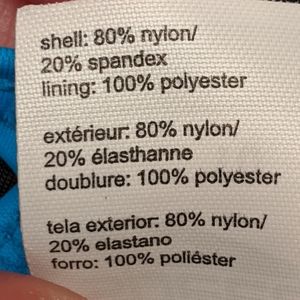 shell: 80% nylon/
20% spandex
lining: 100% polyester
extérieur: 80% nylon/
20% élasthanne
doublure: 100% polyester
tela exterior: 80% nylon/
20% elastano
forro: 100% poliéster